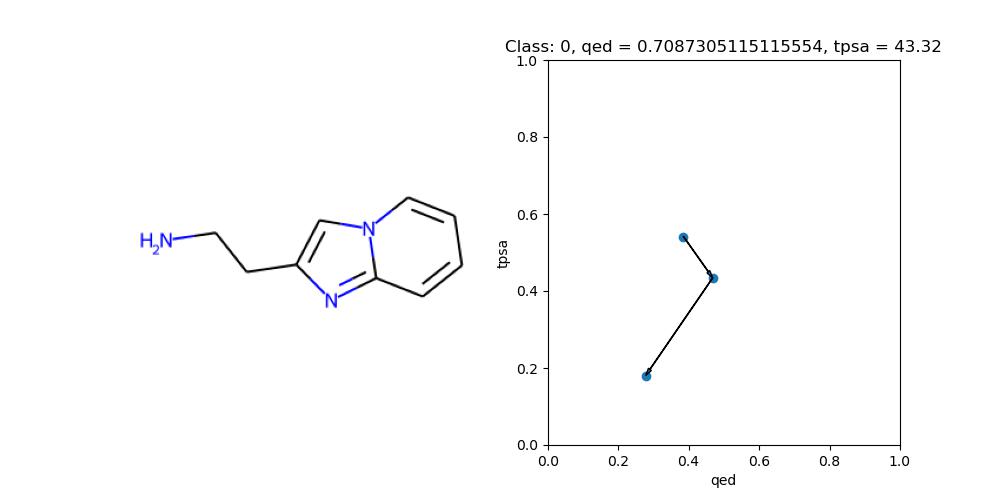 Class: 0, qed = 0.7087305115115554, tpsa = 43.32
1.0
0.8
0.6
0.4
0.2
0.0
tpsa
0.0 0.2 0.4 0.6 0.8 1.0
qed
H2N
N
N